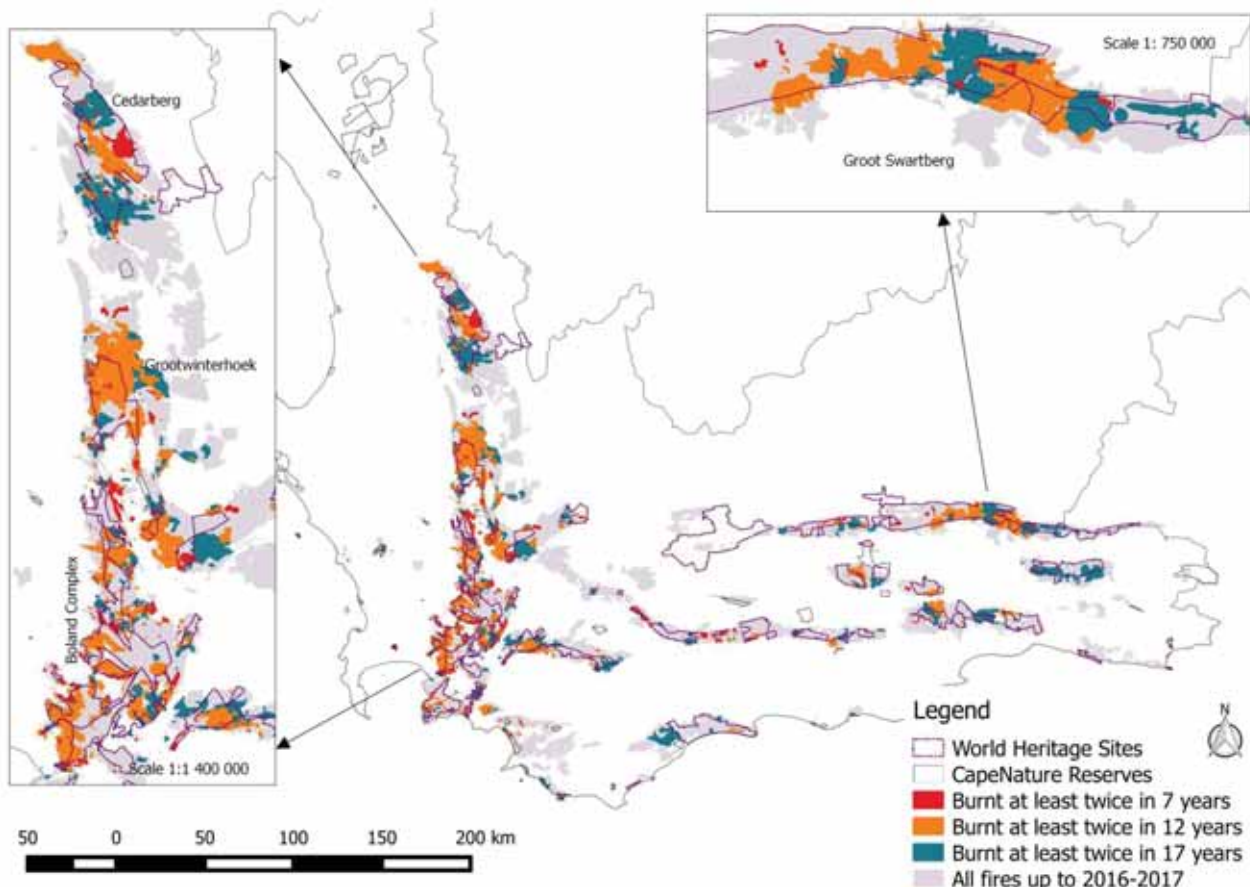 Scale 1: 750 000
Cedarberg
Groot Swartberg
Grootwinterhoek
Boland Complex
Scale 1:1 400 000
Legend
N
World Heritage Sites
CapeNature Reserves
Burnt at least twice in 7 years
Burnt at least twice in 12 years
Burnt at least twice in 17 years
All fires up to 2016-2017
50 0 50 100 150 200 km